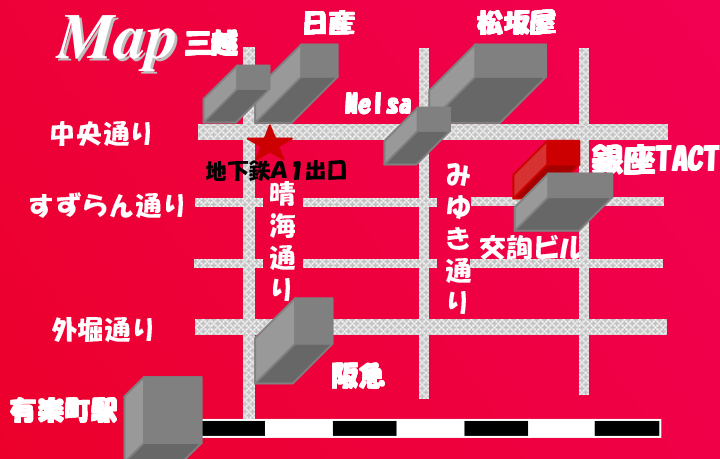 Map
三越
日産
松坂屋
Melsa
中央通り
地下鉄A1出口
銀座TACT
すずらん通り
晴海通り
みゆき通り
交詢ビル
外堀通り
阪急
有楽町駅